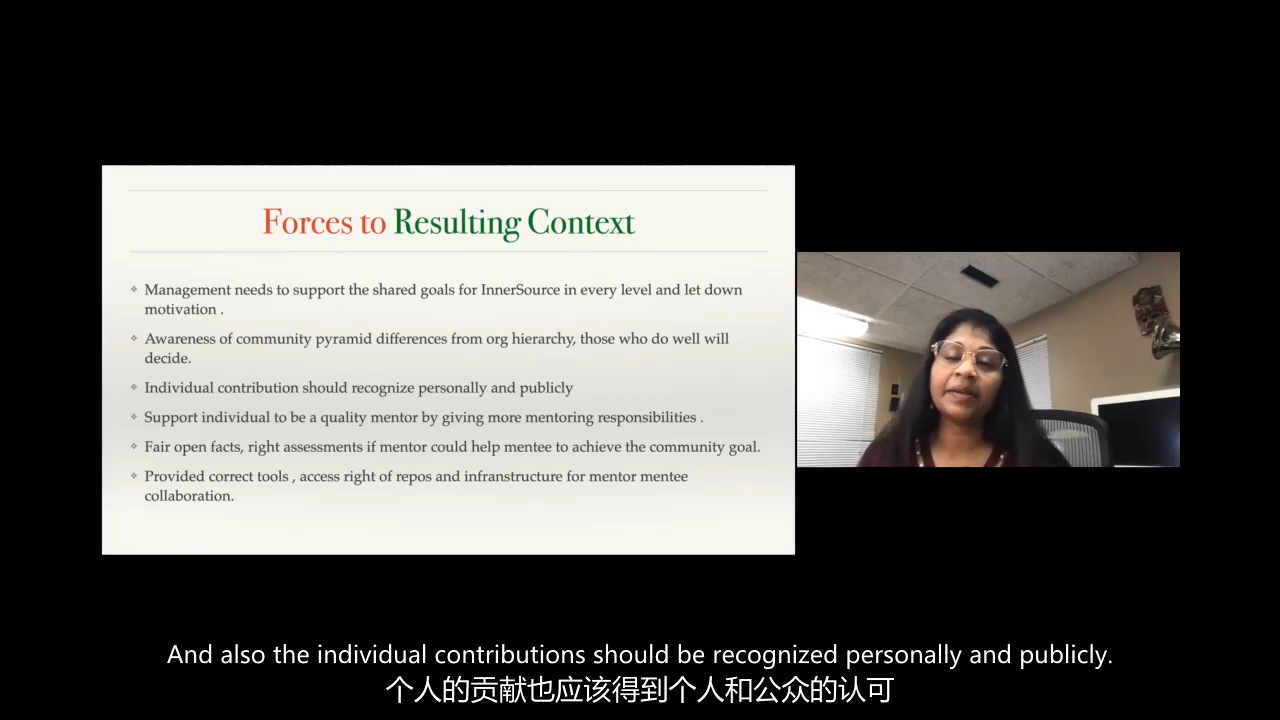 Forces to Resulting Context
Management needs to support the shared goals for InnerSource in every level and let down
motivation .
Awareness of community pyramid differences from org hierarchy, those who do well will
decide.
Individual contribution should recognize personally and publicly
Support individual to be a quality mentor by giving more mentoring responsibilities .
Fair open facts, right assessments if mentor could help mentee to achieve the community goal.
Provided correct tools , access right of repos and infranstructure for mentor mentee
collaboration.
And also the individual contributions should be recognized personally and publicly.
个人的贡献也应该得到个人和公众的认可